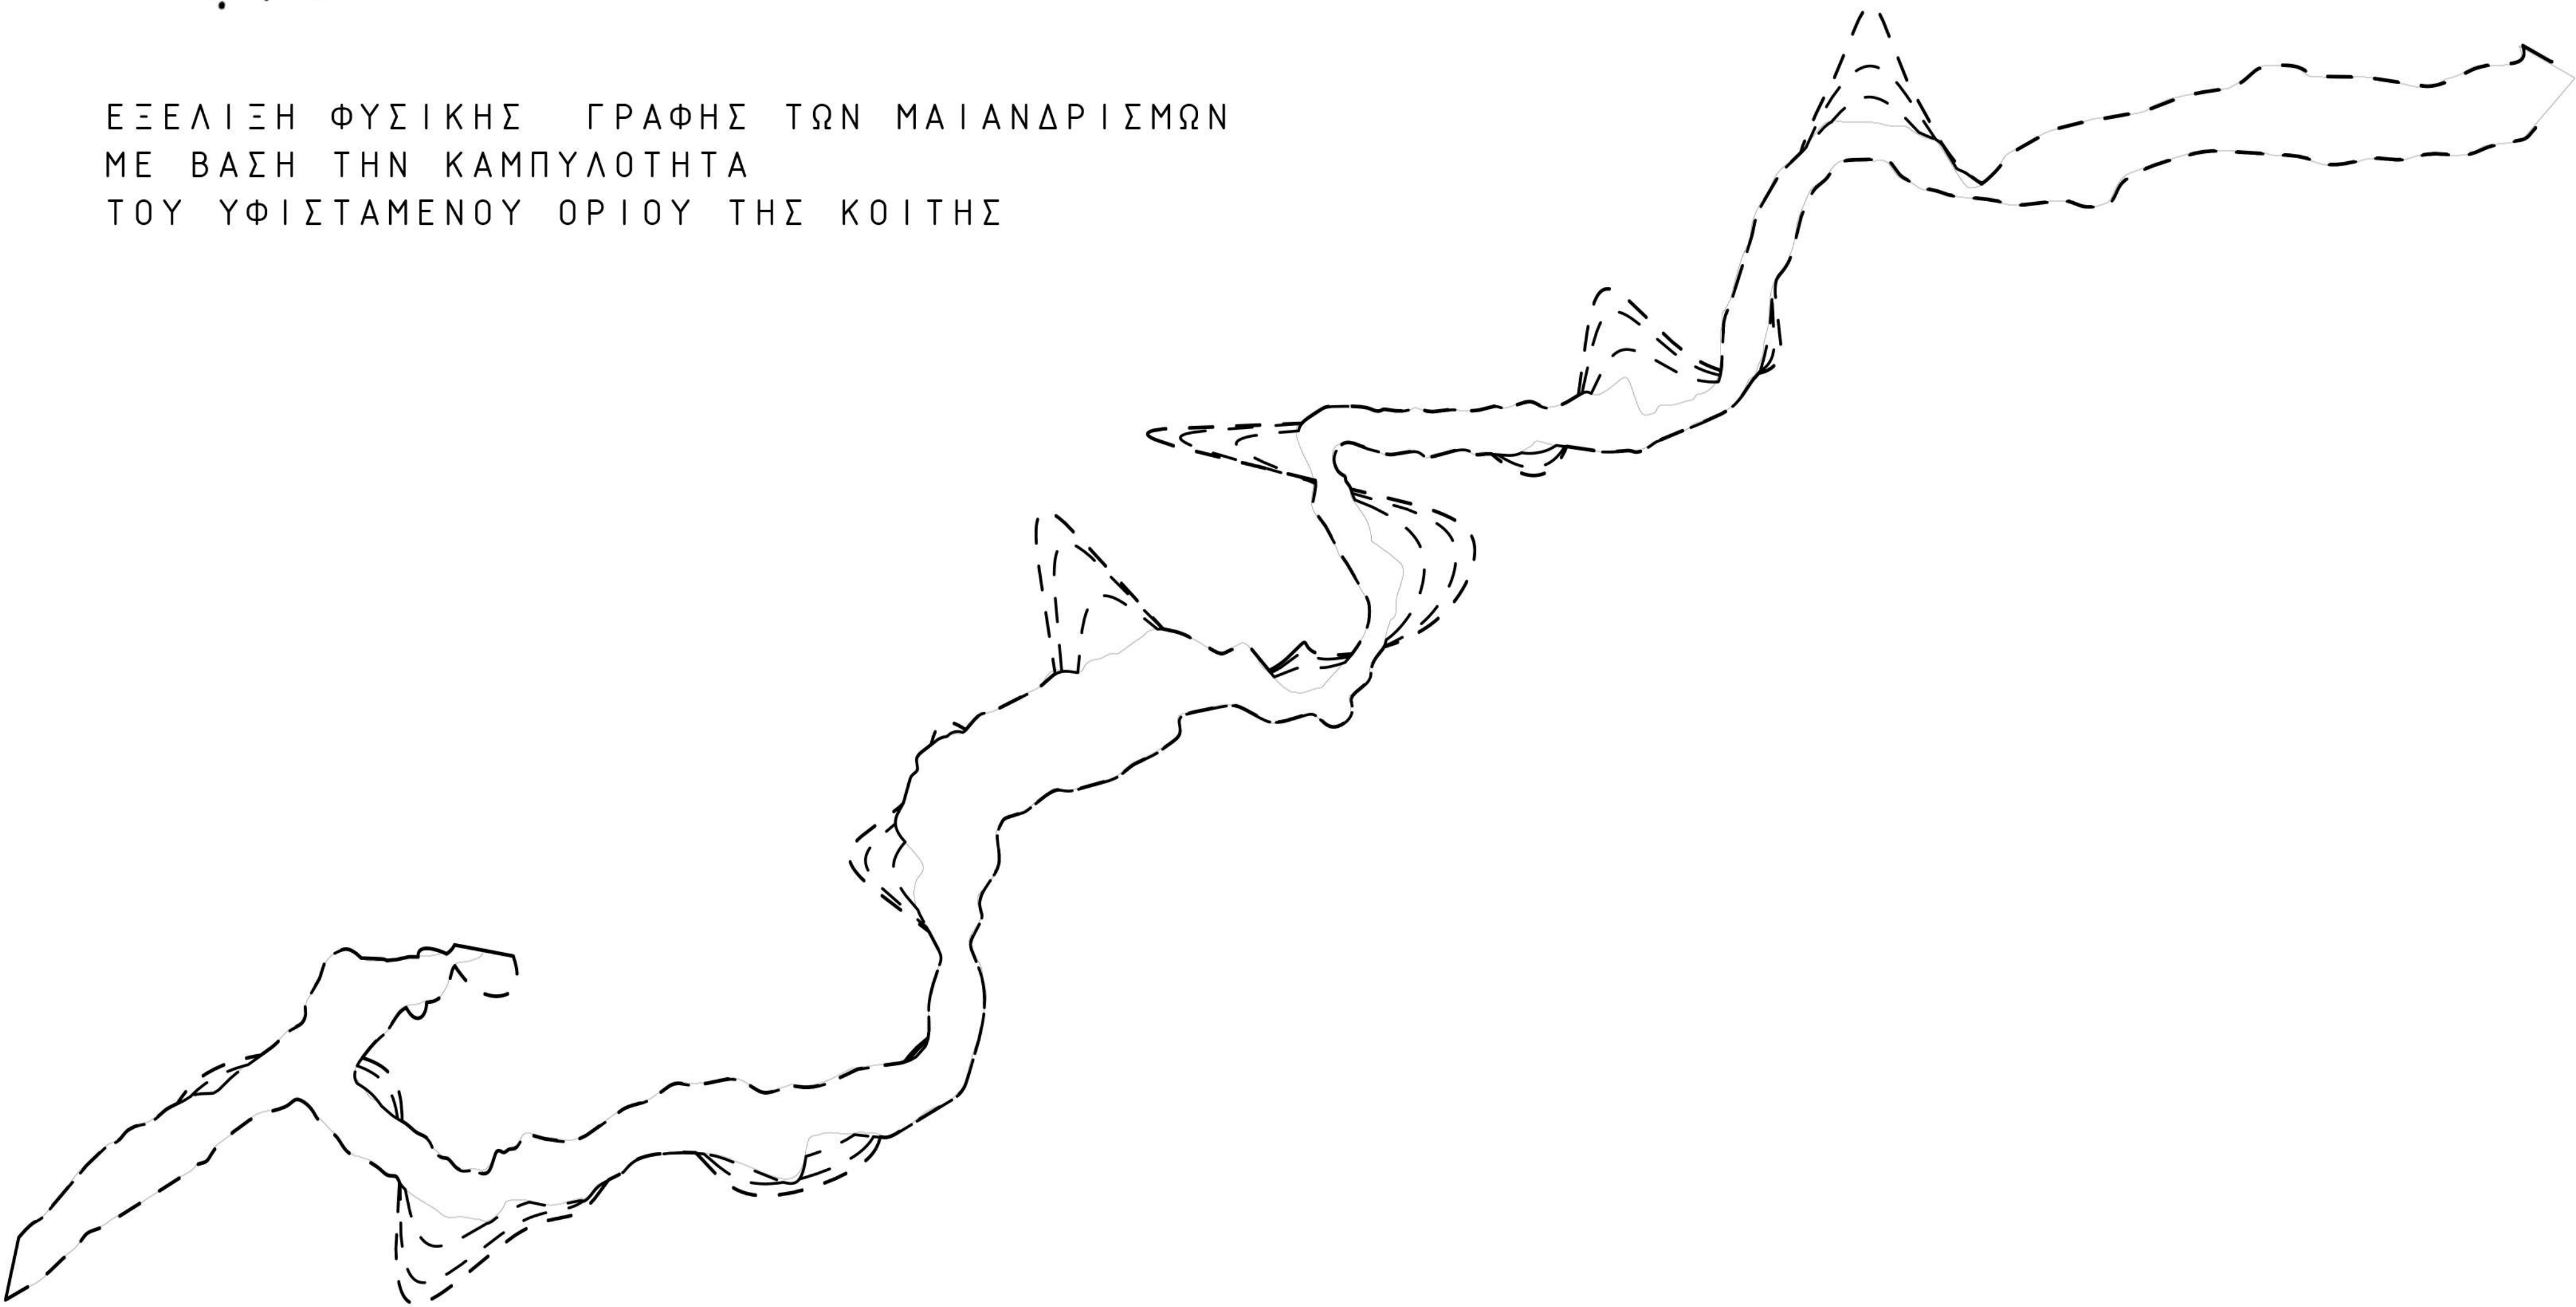 ΕΞΕΛΙΞΗ ΦΥΣΙΚΗΣ ΓΡΑΦΗΣ ΤΩΝ ΜΑΙΑΝΔΡΙΣΜΩΝ
ΜΕ ΒΑΣΗ ΤΗΝ ΚΑΜΠΥΛΟΤΗΤΑ
ΤΟΥ ΥΦΙΣΤΑΜΕΝΟΥ ΟΡΙΟΥ ΤΗΣ ΚΟΙΤΗΣ